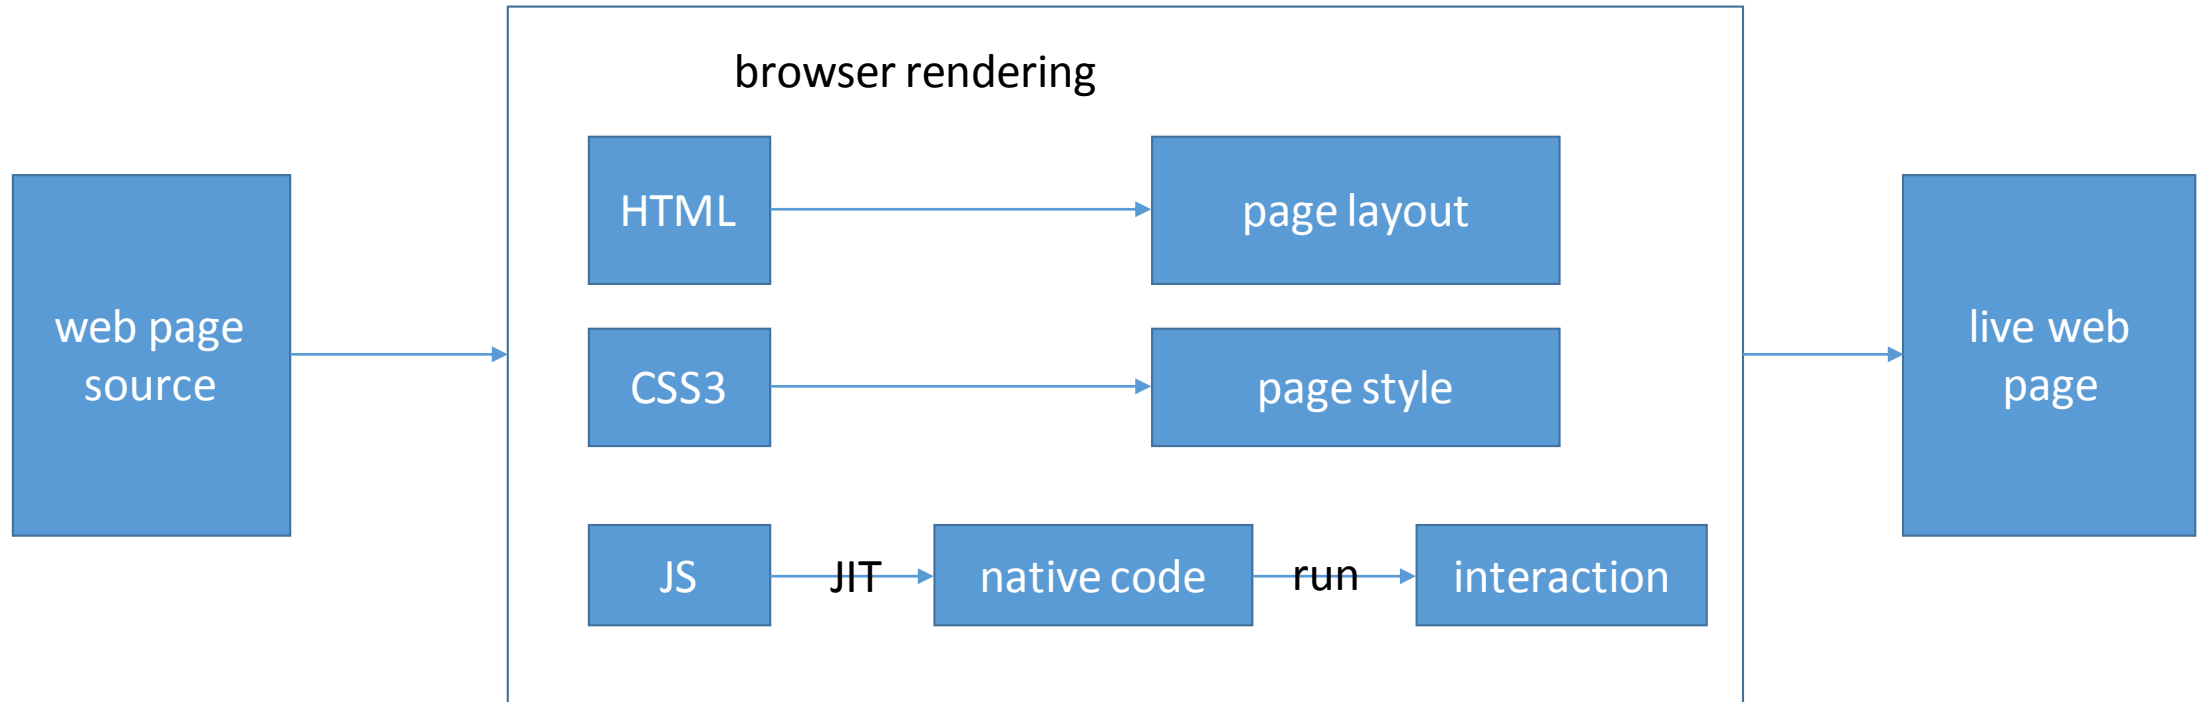 browser rendering
web page
source
HTML
page layout
CSS3
page style
JS
JIT
native code
run
interaction
live web
page